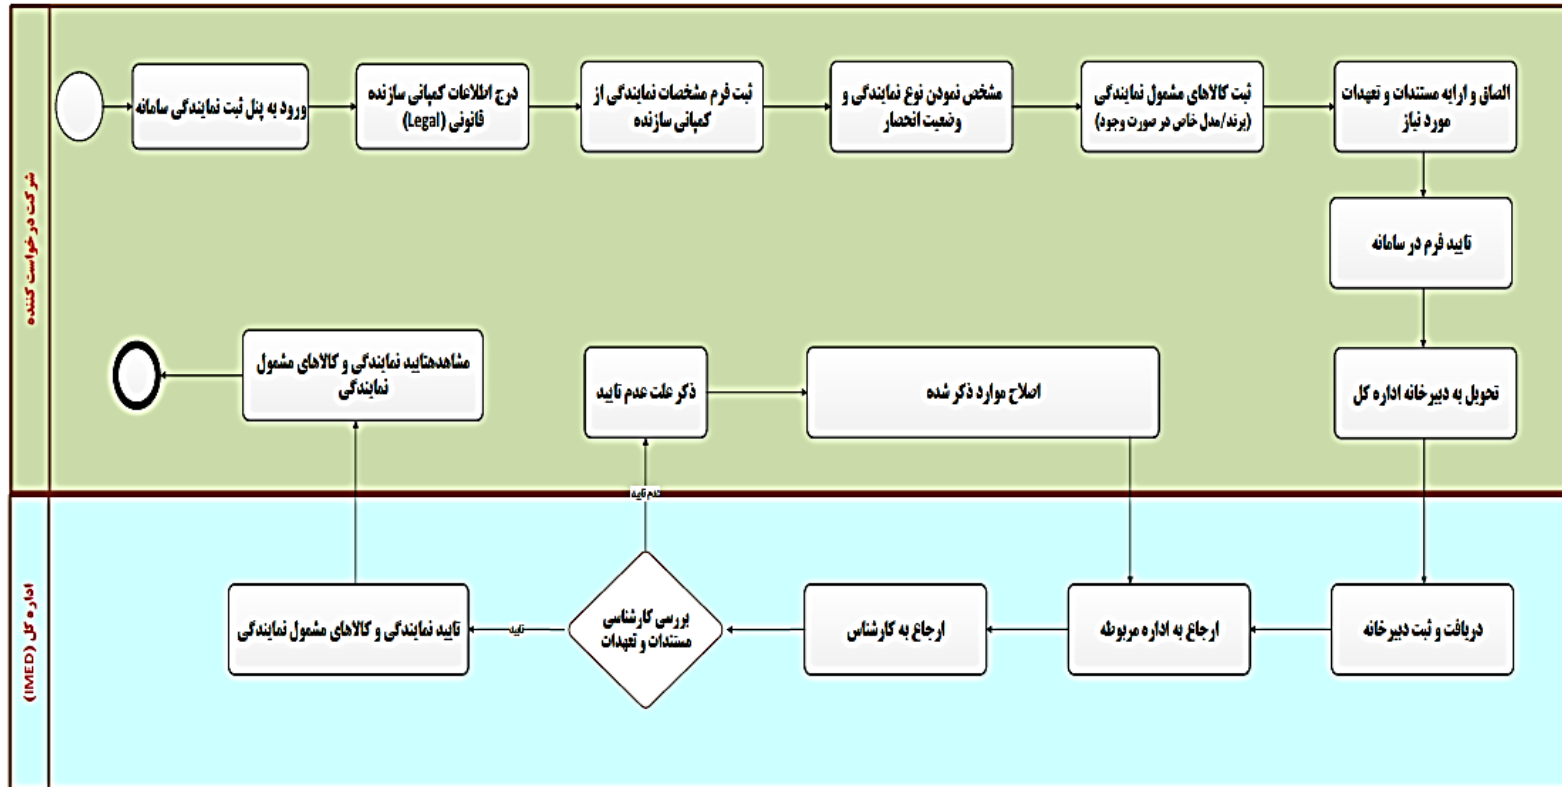 شرکت درخواست کننده
ورود به پنل ثبت نمایندگی سامانه
درج اطلاعات کمپانی سازنده
قانونی (Legal)
ثبت فرم مشخصات نمایندگی از
کمپانی سازنده
مشخص نمودن نوع نمایندگی و
وضعیت انحصار
ثبت کالاهای مشمول نمایندگی
(برند/مدل خاص در صورت وجود)
الصاق و ارایه مستندات و تعهدات
مورد نیاز
تایید فرم در سامانه
تحویل به دبیرخانه اداره کل
مشاهدهتایید نمایندگی و کالاهای مشمول
نمایندگی
ذکر علت عدم تایید
اصلاح موارد ذکر شده
عدم تایید
اداره کل (IMED)
دریافت و ثبت دبیرخانه
ارجاع به اداره مربوطه
ارجاع به کارشناس
بررسی کارشناسی
مستندات و تعهدات
تایید
تایید نمایندگی و کالاهای مشمول نمایندگی